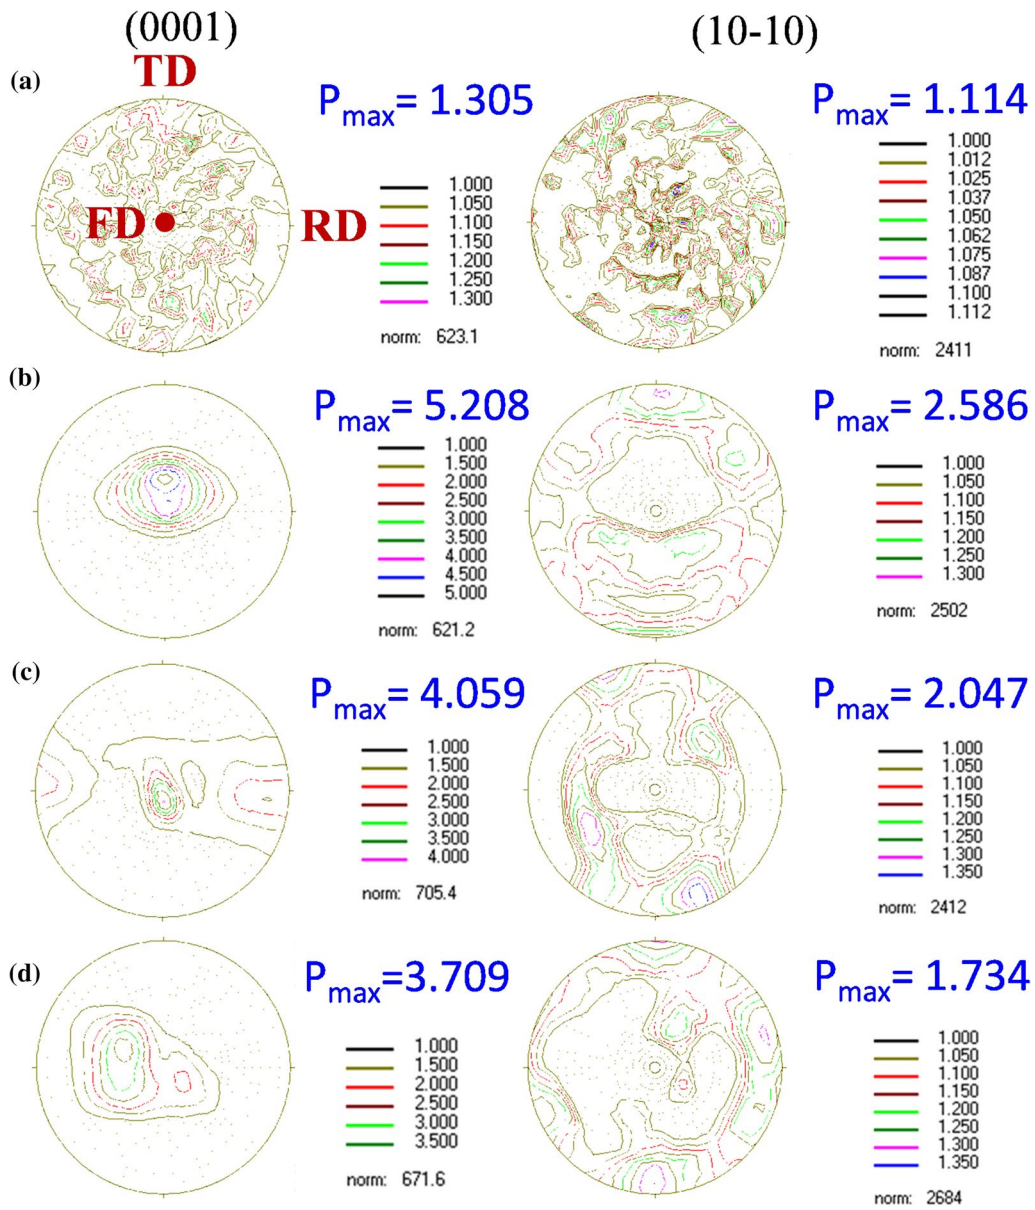 (0001)
(10-10)
(a)
TD
FD
RD
Pmax= 1.305
1.000
1.050
1.100
1.150
1.200
1.250
1.300
norm: 623.1
Pmax= 1.114
1.000
1.012
1.025
1.037
1.050
1.062
1.075
1.087
1.100
1.112
norm: 2411
(b)
Pmax= 5.208
1.000
1.500
2.000
2.500
3.000
3.500
4.000
4.500
5.000
norm: 621.2
Pmax= 2.586
1.000
1.050
1.100
1.150
1.200
1.250
1.300
norm: 2502
(c)
Pmax= 4.059
1.000
1.500
2.000
2.500
3.000
3.500
4.000
norm: 705.4
Pmax= 2.047
1.000
1.050
1.100
1.150
1.200
1.250
1.300
1.350
norm: 2412
(d)
Pmax=3.709
1.000
1.500
2.000
2.500
3.000
3.500
norm: 671.6
Pmax= 1.734
1.000
1.050
1.100
1.150
1.200
1.250
1.300
1.350
norm: 2684